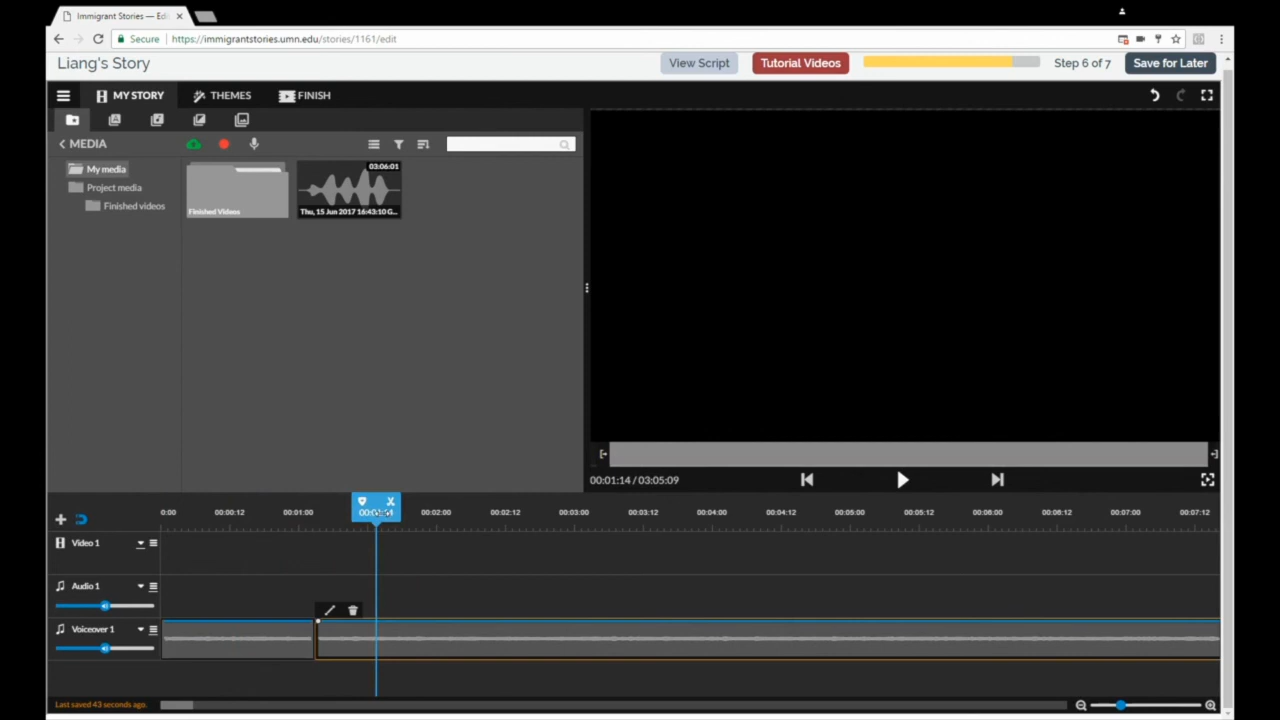 Immigrant Stories — Edi
Secure
https://immigrantstories.umn.edu/stories/1161/edit
Liang's Story
View Script
Tutorial Videos
Step 6 of 7
Save for Later
MY STORY
THEMES
FINISH
MEDIA
My media
Project media
Finished videos
03:06:01
Finished Videos
Thu, 15 Jun 2017 16:43:10 G...
00:01:14 / 03:05:09
0:00 00:00:12 00:01:00 00:02:00 00:02:12 00:03:00 00:03:12 00:04:00 00:04:12 00:05:00 00:05:12 00:06:00 00:06:12 00:07:00 00:07:12
Video 1
Audio 1
Voiceover 1
Last saved 43 seconds ago.